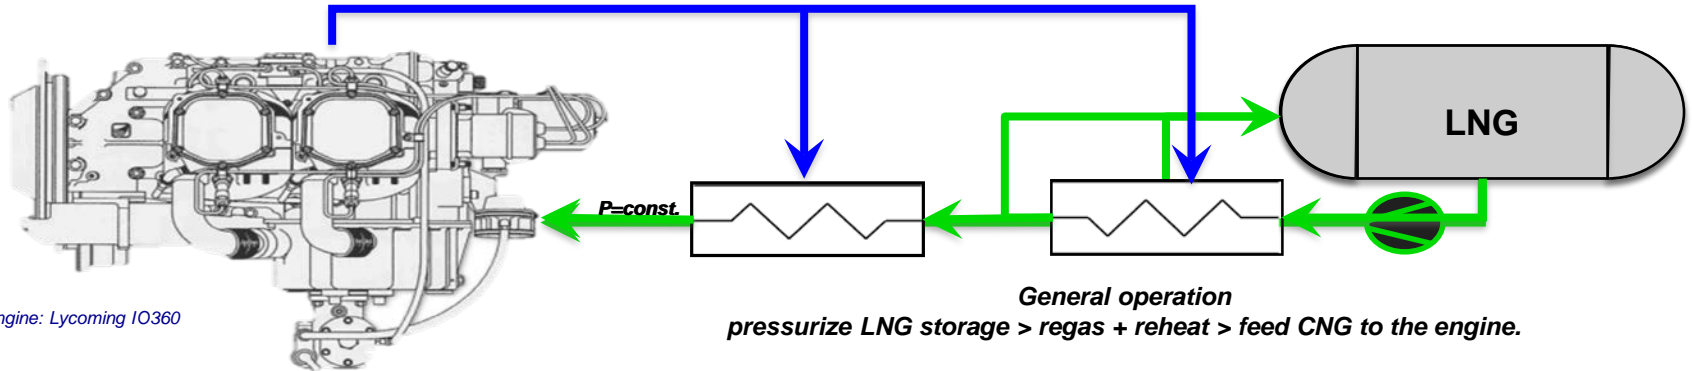 LNG
P=const.
General operation
pressurize LNG storage > regas + reheat > feed CNG to the engine.
ngine: Lycoming IO360